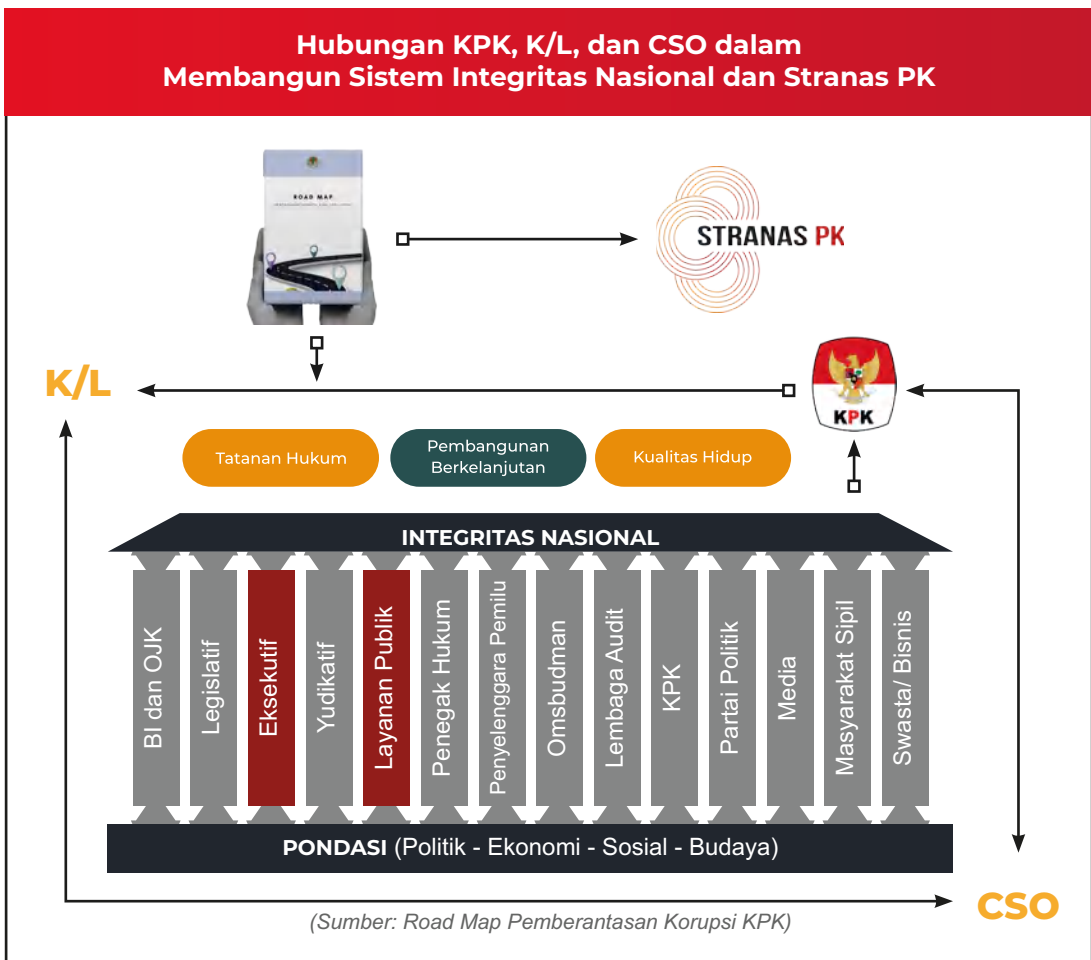 Hubungan KPK, K/L, dan CSO dalam
Membangun Sistem Integritas Nasional dan Stranas PK
ROAD MAP
STRANAS PK
K/L
KPK
Tatanan Hukum
Pembangunan
Berkelanjutan
Kualitas Hidup
INTEGRITAS NASIONAL
BI dan OJK
Legislatif
Eksekutif
Yudikatif
Layanan Publik
Penegak Hukum
Penyelenggara Pemilu
Omsbudman
Lembaga Audit
KPK
Partai Politik
Media
Masyarakat Sipil
Swasta/ Bisnis
PONDASI (Politik - Ekonomi - Sosial - Budaya)
CSO
(Sumber: Road Map Pemberantasan Korupsi KPK)